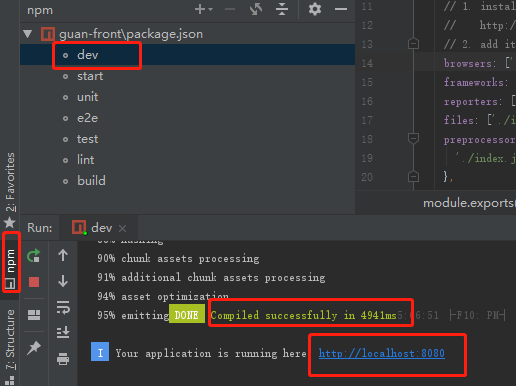 npm
guan-front\package.json
dev
start
unit
e2e
test
lint
build
// 1. instal
//    http:/
13
// 2. add it
14
browsers: ['
15
frameworks:
16
reporters: [
17
files: ['./i
18
preprocessor
19
'./index.j
20
},
module.exports(
2: Favorites
npm
7: Structure
Run:
dev
90% chunk assets processing
91% additional chunk assets processing
94% asset optimization
95% emitting DONE Compiled successfully in 4941ms
I Your application is running here: http://localhost:8080